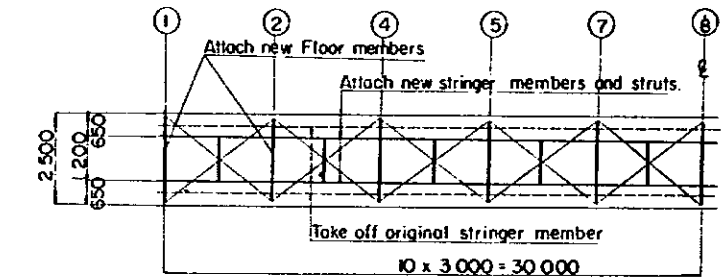 1 2 4 5 7 8
Attach new Floor members
℄
Attach new stringer members and struts.
2 500
650
1 200
650
Take off original stringer member
10 x 3 000 = 30 000